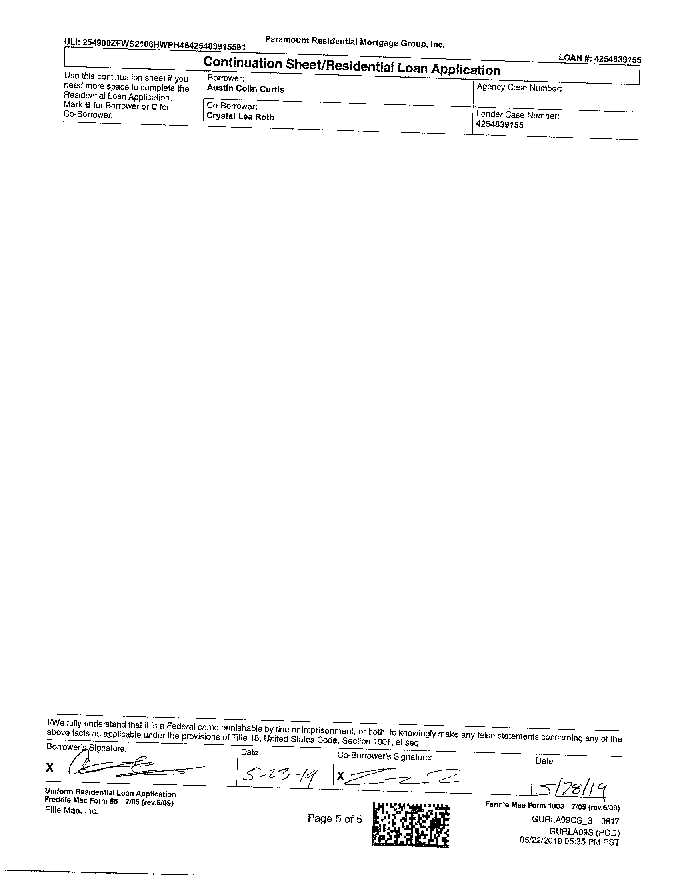 ULI: 254900ZFWS2106HWPH48425483915591
Paramount Residential Mortgage Group, Inc.
LOAN #: 4254839155
Continuation Sheet/Residential Loan Application
Use this continuation sheet if you
need more space to complete the
Residential Loan Application.
Mark B for Borrower or C for
Co-Borrower.
Borrower:
Austin Colin Curtis
Agency Case Number:
Co-Borrower:
Crystal Lea Roth
Lender Case Number:
4254839155
I/We fully understand that it is a Federal crime punishable by fine or imprisonment, or both, to knowingly make any false statements concerning any of the
above facts as applicable under the provisions of Title 18, United States Code, Section 1001, et seq.
Borrower's Signature:
Date
Co-Borrower's Signature:
Date
X
5-23-19
X
5/28/19
Uniform Residential Loan Application
Freddie Mac Form 65 7/05 (rev.6/09)
Ellie Mae, Inc.
Page 5 of 5
Fannie Mae Form 1003 7/05 (rev.6/09)
GURLA09CS_S 0617
GURLA09S (POD)
05/22/2019 05:35 PM PST